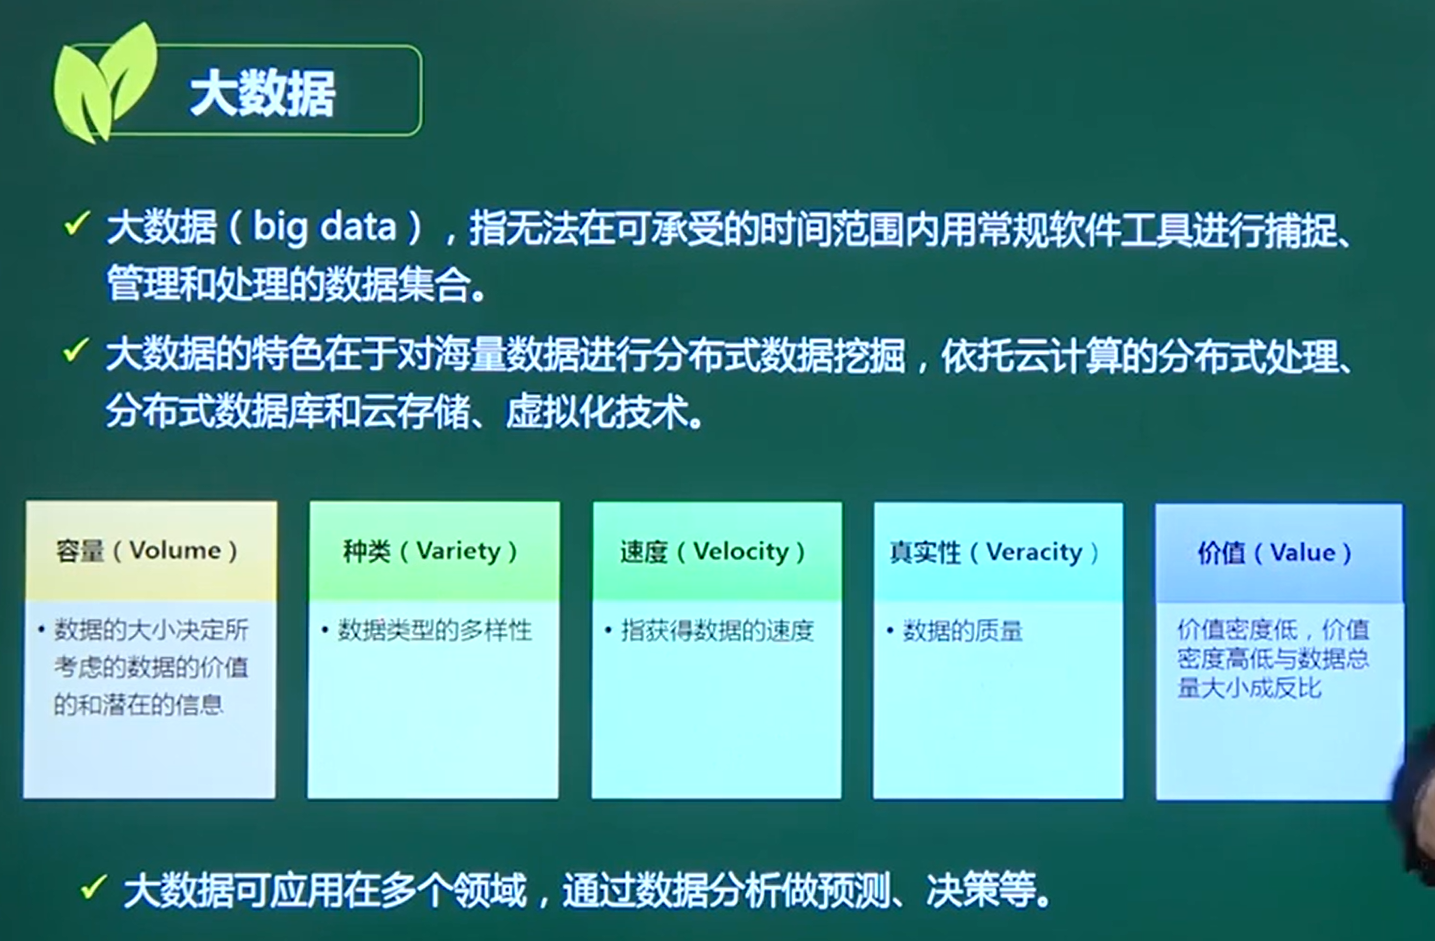 大数据
大数据（big data），指无法在可承受的时间范围内用常规软件工具进行捕捉、
管理和处理的数据集合。
大数据的特色在于对海量数据进行分布式数据挖掘，依托云计算的分布式处理、
分布式数据库和云存储、虚拟化技术。
容量（Volume）
• 数据的大小决定所
考虑的数据的价值
的和潜在的信息
种类（Variety）
• 数据类型的多样性
速度（Velocity）
• 指获得数据的速度
真实性（Veracity）
• 数据的质量
价值（Value）
价值密度低，价值
密度高低与数据总
量大小成反比
大数据可应用在多个领域，通过数据分析做预测、决策等。